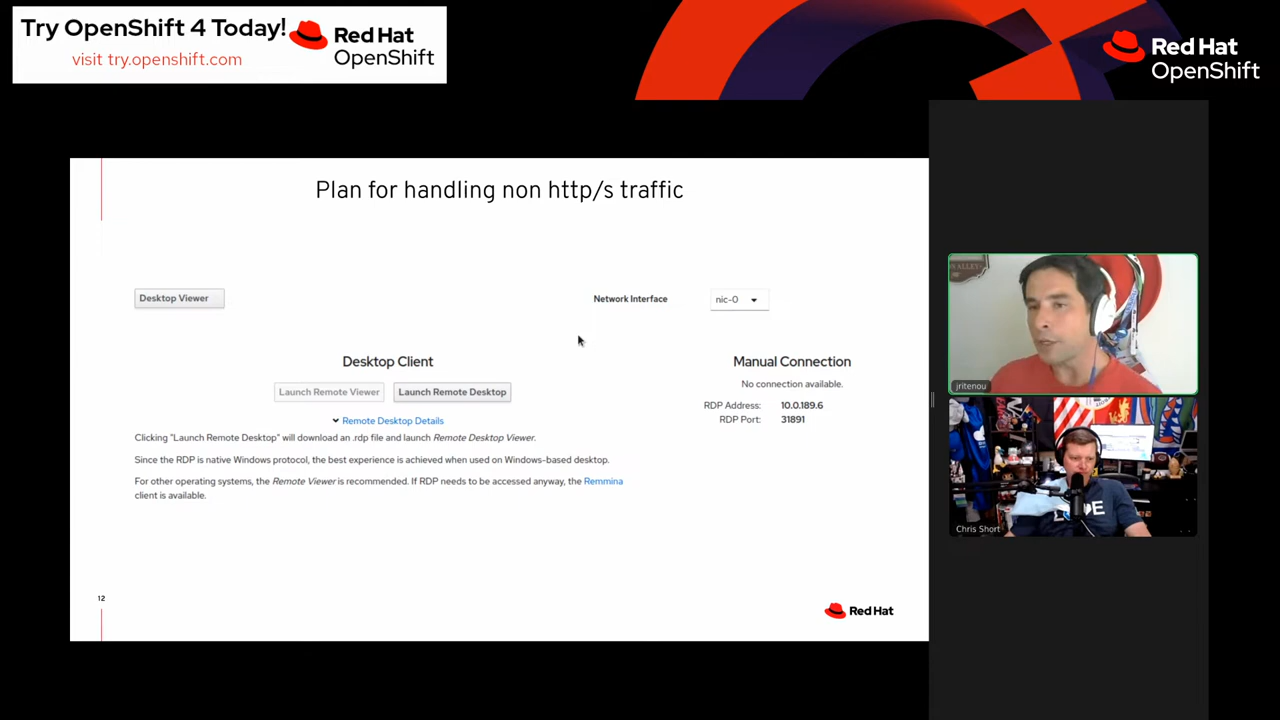 Try OpenShift 4 Today!
visit try.openshift.com
Red Hat
OpenShift
Red Hat
OpenShift
Plan for handling non http/s traffic
Desktop Viewer
Network Interface
nic-0
Desktop Client
Manual Connection
Launch Remote Viewer
Launch Remote Desktop
No connection available.
Remote Desktop Details
RDP Address: 10.0.189.6
RDP Port: 31891
Clicking "Launch Remote Desktop" will download an .rdp file and launch Remote Desktop Viewer.
Since the RDP is native Windows protocol, the best experience is achieved when used on Windows-based desktop.
For other operating systems, the Remote Viewer is recommended. If RDP needs to be accessed anyway, the Remmina
client is available.
12
Red Hat
jritenou
Chris Short